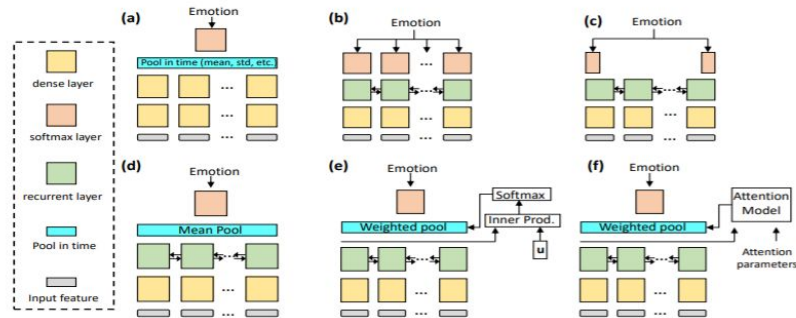 dense layer
softmax layer
recurrent layer
Pool in time
Input feature
(a)
Emotion
Pool in time (mean, std, etc.)
...
...
...
(b)
Emotion
...
...
...
...
(c)
Emotion
...
...
...
(d)
Emotion
Mean Pool
...
...
...
(e)
Emotion
Softmax
Weighted pool
Inner Prod.
u
...
...
...
(f)
Emotion
Attention
Model
Weighted pool
Attention
parameters
...
...
...